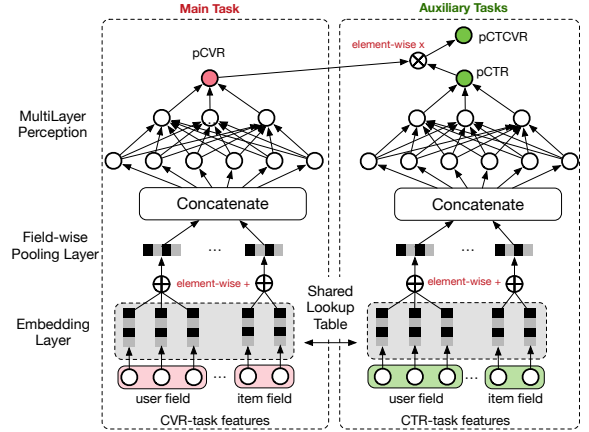 Main Task
Auxiliary Tasks
pCTCVR
element-wise x
pCVR
pCTR
MultiLayer
Perception
Concatenate
Concatenate
Field-wise
Pooling Layer
...
...
element-wise +
element-wise +
Shared
Lookup
Table
Embedding
Layer
...
...
user field
item field
user field
item field
CVR-task features
CTR-task features